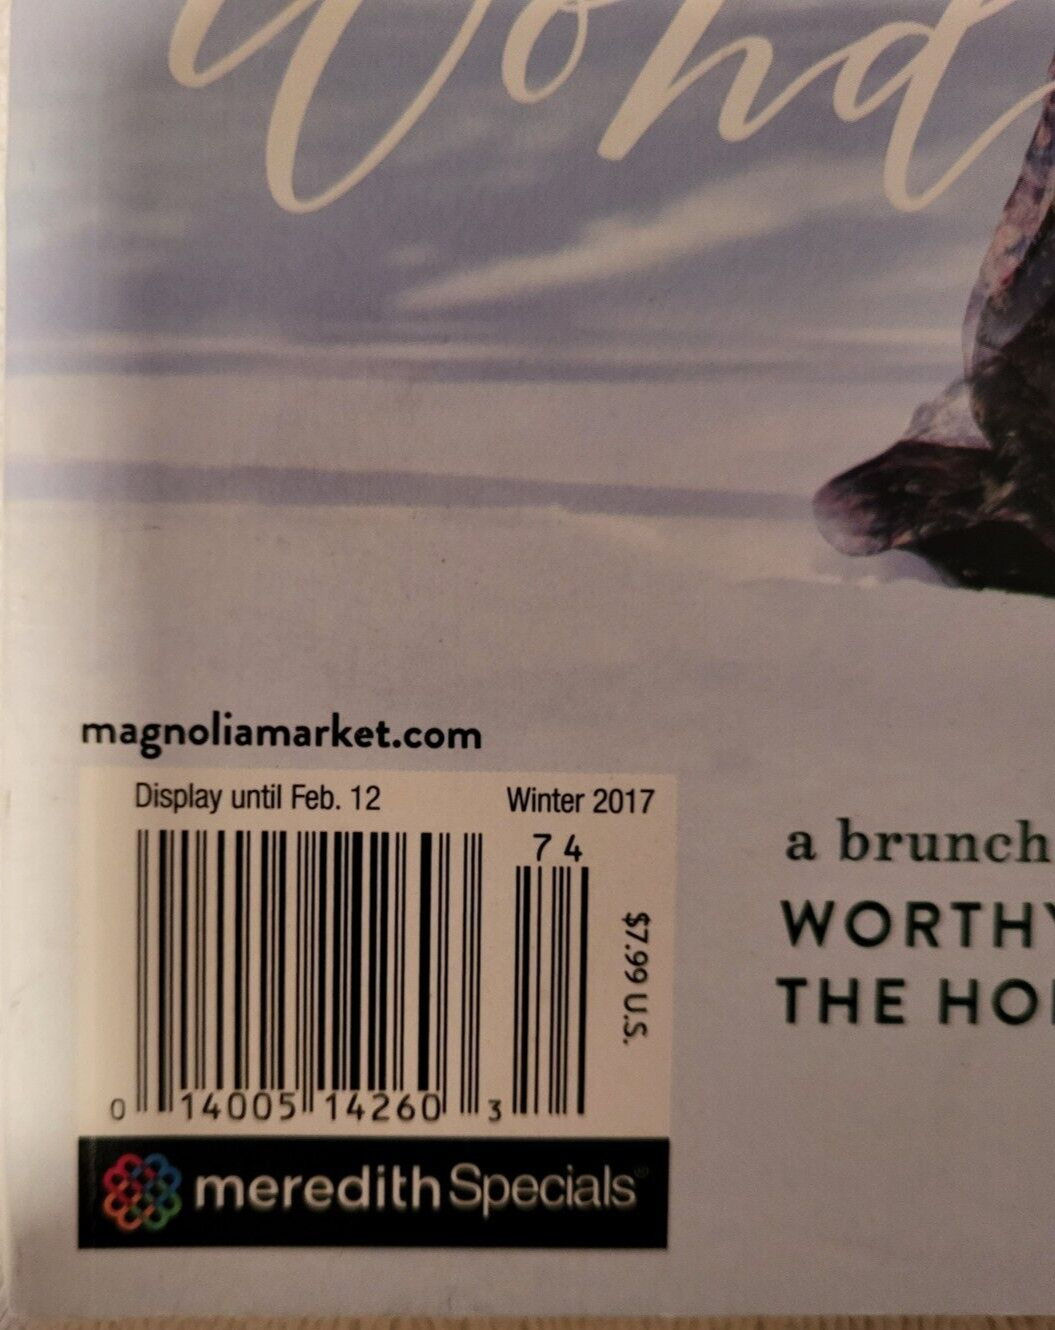 Wond
magnoliamarket.com
Display until Feb. 12 Winter 2017
74
$7.99 U.S.
0 14005 14260 3
meredith Specials®
a brunch
WORTHY
THE HO